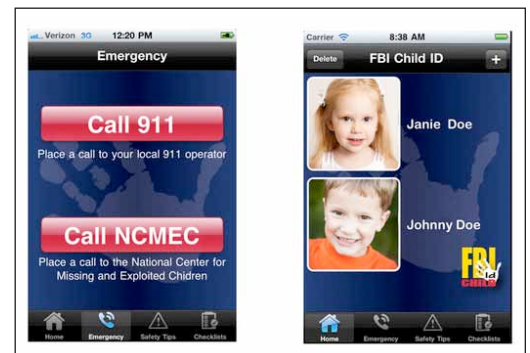 Verizon 3G 12:20 PM
Emergency
Call 911
Place a call to your local 911 operator
Call NCMEC
Place a call to the National Center for
Missing and Exploited Chidren
Home Emergency Safety Tips Checklists
Carrier 8:38 AM
Delete FBI Child ID +
Janie Doe
Johnny Doe
FBI
id
CHILD
Home Emergency Safety Tips Checklists